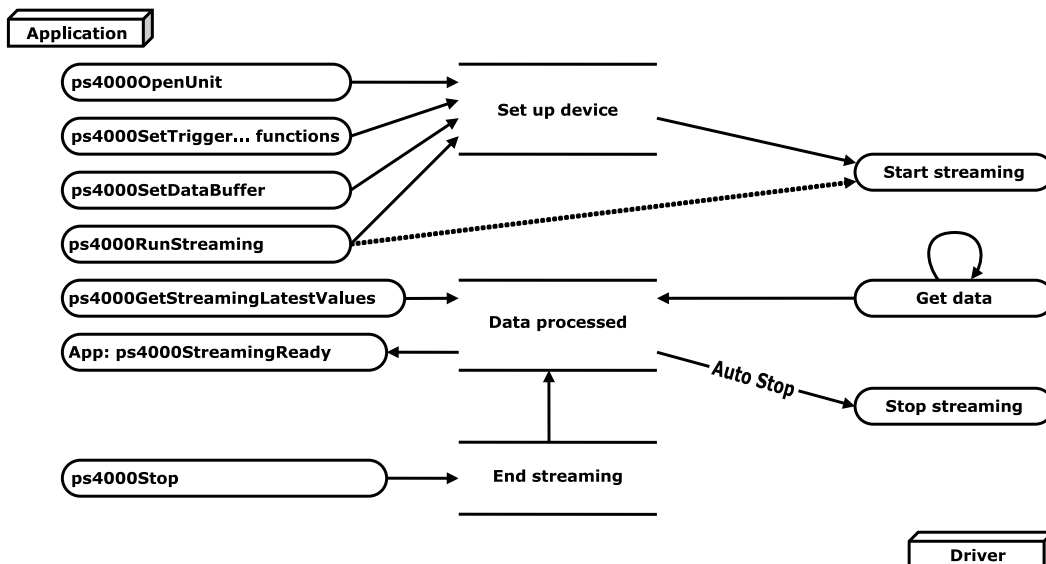 Application
ps4000OpenUnit
ps4000SetTrigger... functions
Set up device
ps4000SetDataBuffer
Start streaming
ps4000RunStreaming
ps4000GetStreamingLatestValues
Get data
Data processed
App: ps4000StreamingReady
Auto Stop
Stop streaming
ps4000Stop
End streaming
Driver